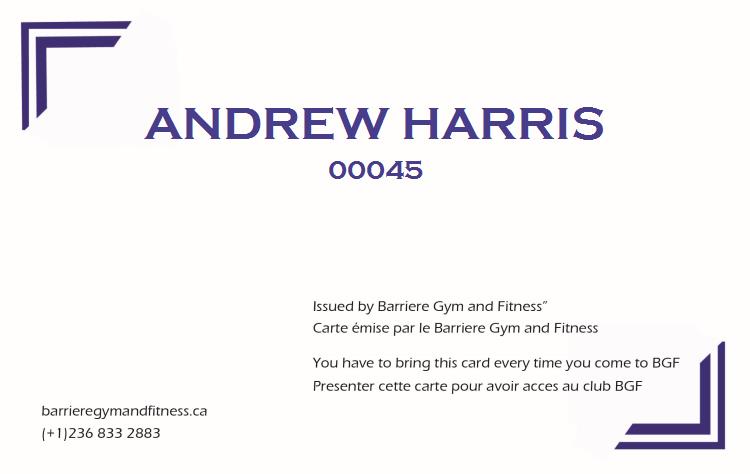 ANDREW HARRIS
00045
Issued by Barriere Gym and Fitness”
Carte émise par le Barriere Gym and Fitness
You have to bring this card every time you come to BGF
Presenter cette carte pour avoir acces au club BGF
barrieregymandfitness.ca
(+1)236 833 2883